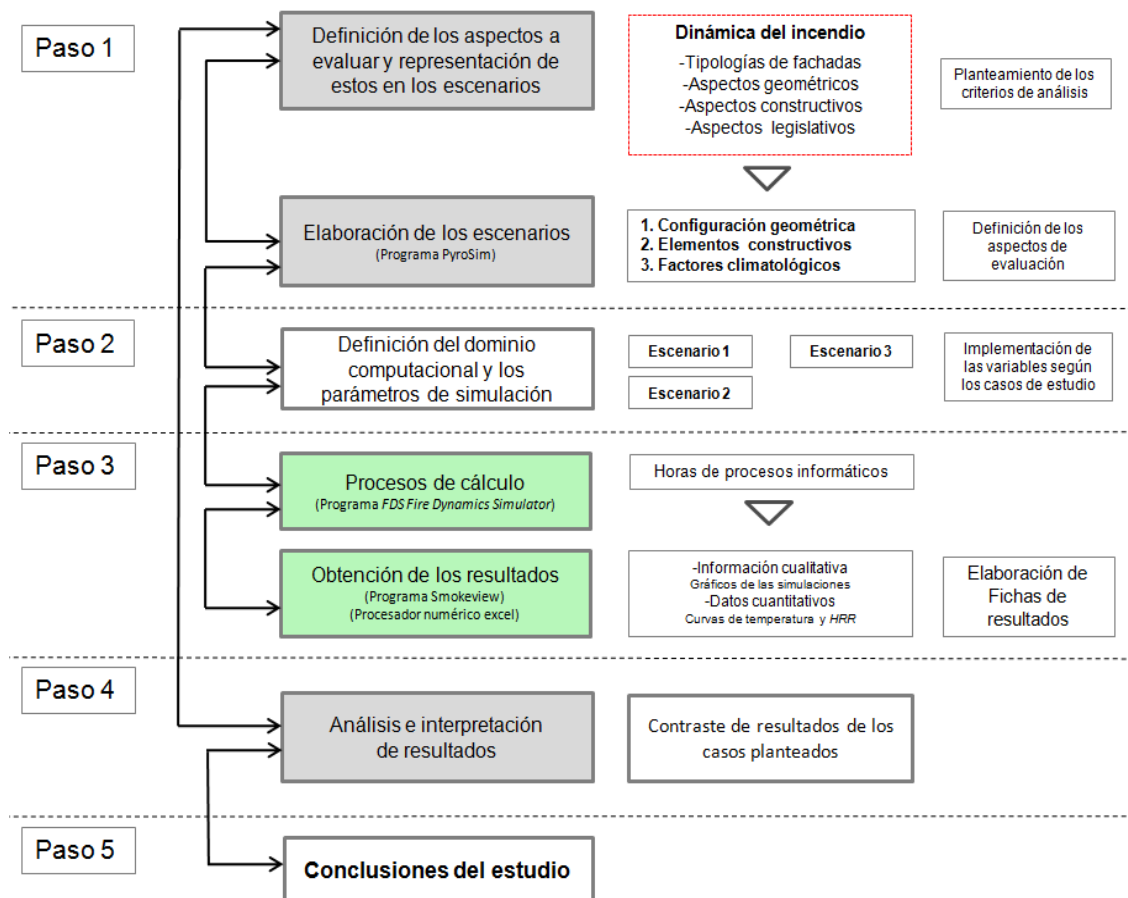 Paso 1
Definición de los aspectos a
evaluar y representación de
estos en los escenarios
Dinámica del incendio
-Tipologías de fachadas
-Aspectos geométricos
-Aspectos constructivos
-Aspectos legislativos
Planteamiento de los
criterios de análisis
Elaboración de los escenarios
(Programa PyroSim)
1. Configuración geométrica
2. Elementos constructivos
3. Factores climatológicos
Definición de los
aspectos de
evaluación
Paso 2
Definición del dominio
computacional y los
parámetros de simulación
Escenario 1
Escenario 3
Escenario 2
Implementación de
las variables según
los casos de estudio
Paso 3
Procesos de cálculo
(Programa FDS Fire Dynamics Simulator)
Horas de procesos informáticos
Obtención de los resultados
(Programa Smokeview)
(Procesador numérico excel)
-Información cualitativa
Gráficos de las simulaciones
-Datos cuantitativos
Curvas de temperatura y HRR
Elaboración de
Fichas de
resultados
Paso 4
Análisis e interpretación
de resultados
Contraste de resultados de los
casos planteados
Paso 5
Conclusiones del estudio